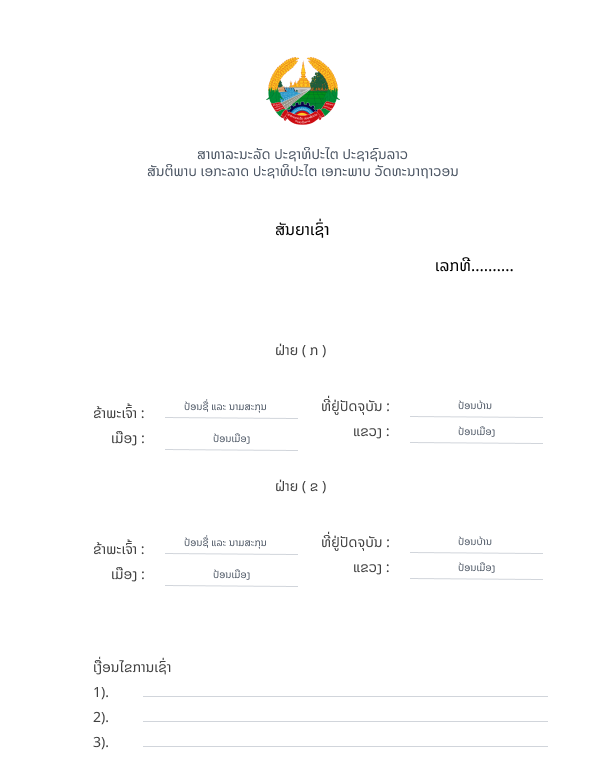 ສາທາລະນະລັດ ປະຊາທິປະໄຕ ປະຊາຊົນລາວ
ສັນຕິພາບ ເອກະລາດ ປະຊາທິປະໄຕ ເອກະພາບ ວັດທະນາຖາວອນ
ສັນຍາເຊົ່າ
ເລກທີ..........
ຝ່າຍ ( ກ )
ຂ້າພະເຈົ້າ : ປ້ອນຊື່ ແລະ ນາມສະກຸນ ທີ່ຢູ່ປັດຈຸບັນ : ປ້ອນບ້ານ
ເມືອງ : ປ້ອນເມືອງ ແຂວງ : ປ້ອນເມືອງ
ຝ່າຍ ( ຂ )
ຂ້າພະເຈົ້າ : ປ້ອນຊື່ ແລະ ນາມສະກຸນ ທີ່ຢູ່ປັດຈຸບັນ : ປ້ອນບ້ານ
ເມືອງ : ປ້ອນເມືອງ ແຂວງ : ປ້ອນເມືອງ
ເງື່ອນໄຂການເຊົ່າ
1).
2).
3).